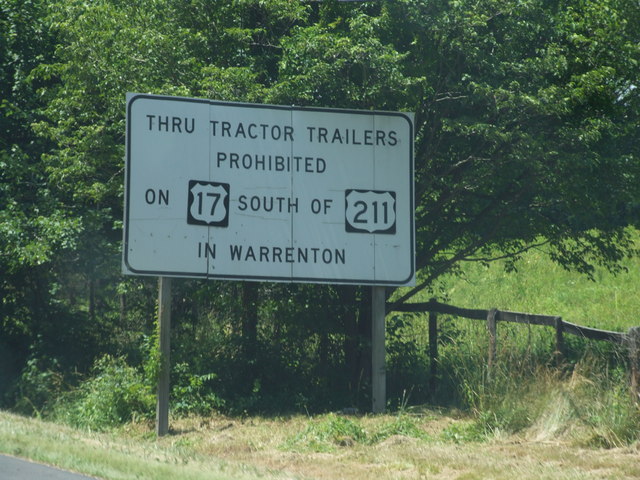 THRU TRACTOR TRAILERS
PROHIBITED
ON 17 SOUTH OF 211
IN WARRENTON